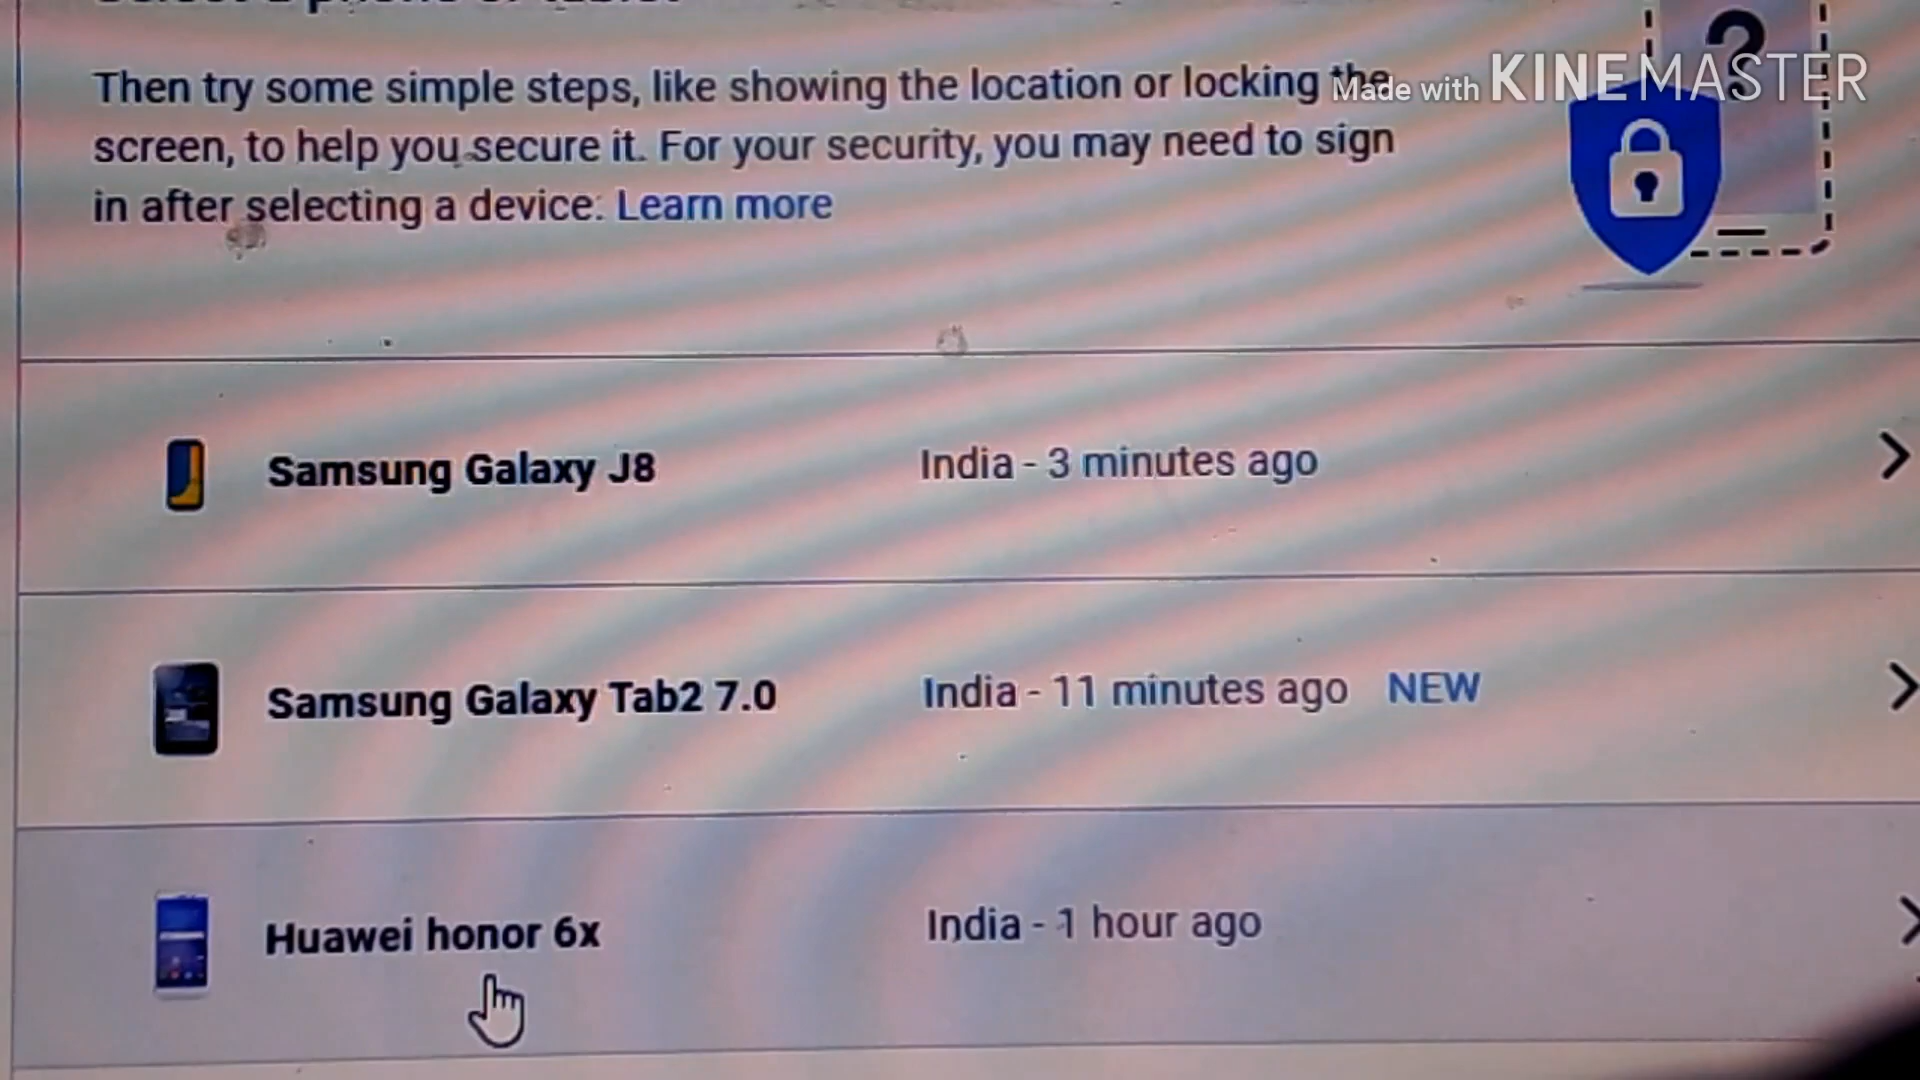 Then try some simple steps, like showing the location or locking the
Made with KINEMASTER
screen, to help you secure it. For your security, you may need to sign
in after selecting a device. Learn more
Samsung Galaxy J8 India - 3 minutes ago
Samsung Galaxy Tab2 7.0 India - 11 minutes ago NEW
Huawei honor 6x India - 1 hour ago